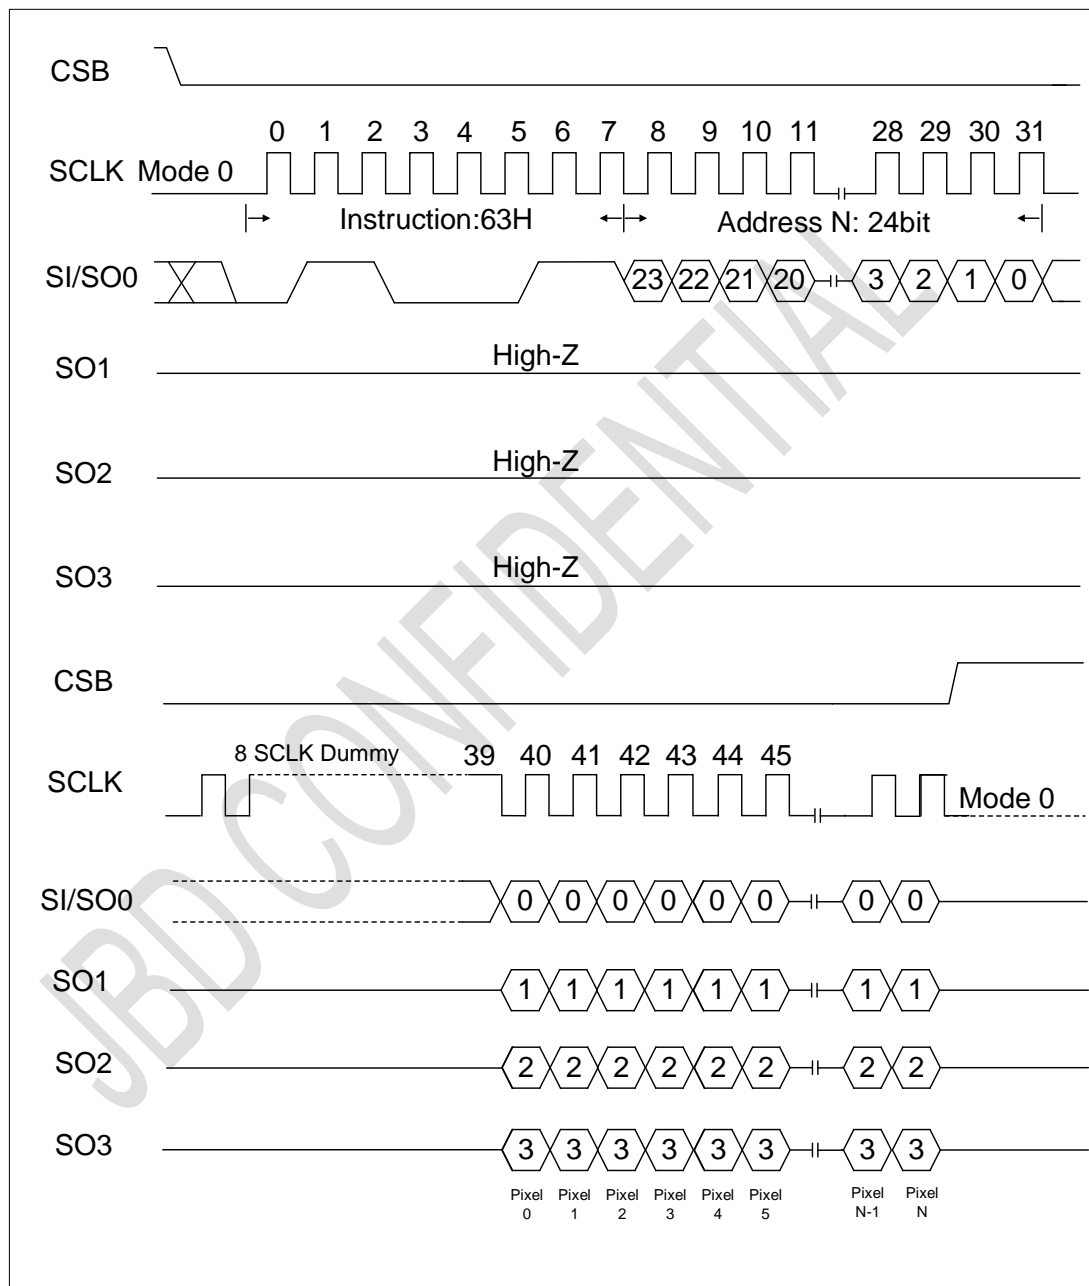 CSB
0 1 2 3 4 5 6 7 8 9 10 11 28 29 30 31
SCLK Mode 0
Instruction:63H Address N: 24bit
SI/SO0 23 22 21 20 3 2 1 0
SO1 High-Z
SO2 High-Z
SO3 High-Z
CSB
8 SCLK Dummy 39 40 41 42 43 44 45
SCLK Mode 0
SI/SO0 0 0 0 0 0 0 0 0
SO1 1 1 1 1 1 1 1 1
SO2 2 2 2 2 2 2 2 2
SO3 3 3 3 3 3 3 3 3
Pixel Pixel Pixel Pixel Pixel Pixel Pixel Pixel
0 1 2 3 4 5 N-1 N
JBD CONFIDENTIAL